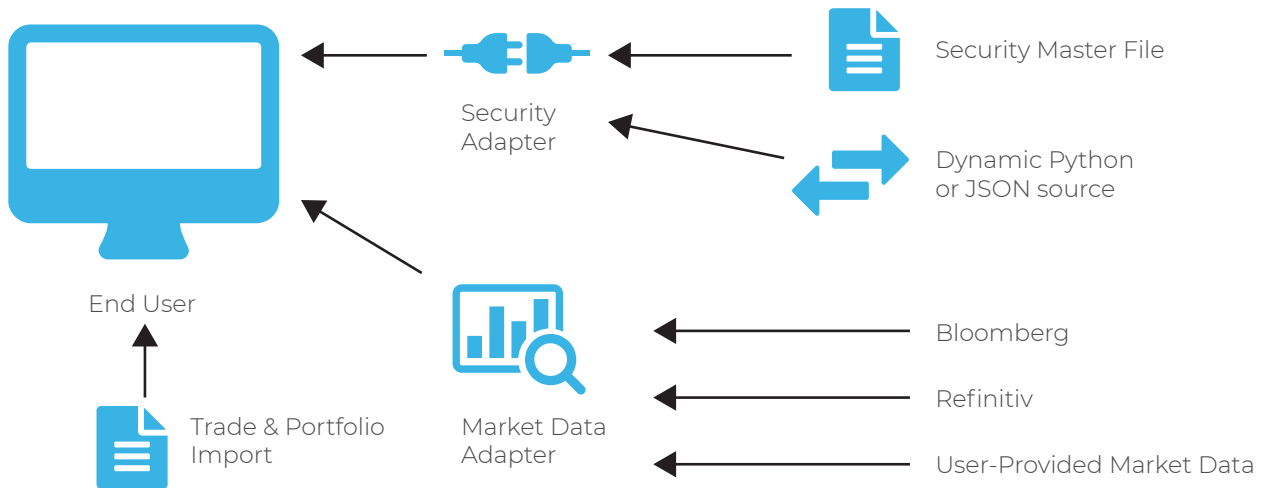 Security Master File
Security
Adapter
Dynamic Python
or JSON source
End User
Bloomberg
Refinitiv
Trade & Portfolio
Import
Market Data
Adapter
User-Provided Market Data